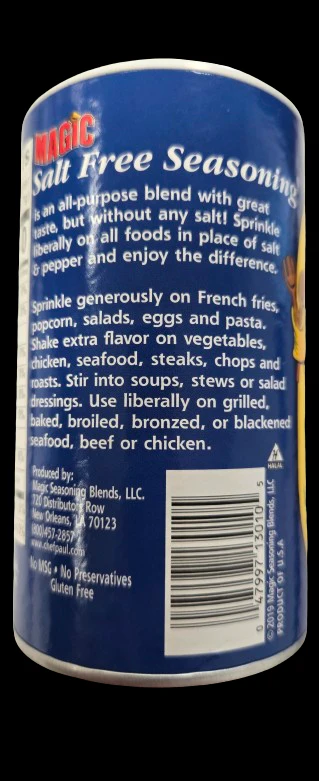 MAGIC
Salt Free Seasoning
is an all-purpose blend with great
taste, but without any salt! Sprinkle
liberally on all foods in place of salt
& pepper and enjoy the difference.
Sprinkle generously on French fries,
popcorn, salads, eggs and pasta.
Shake extra flavor on vegetables,
chicken, seafood, steaks, chops and
roasts. Stir into soups, stews or salad
dressings. Use liberally on grilled,
baked, broiled, bronzed, or blackened
seafood, beef or chicken.
HALAL
Produced by:
Magic Seasoning Blends, LLC.
720 Distributors Row
New Orleans, LA 70123
(800)457-2857
www.chefpaul.com
No MSG • No Preservatives
Gluten Free
0 47997 13010 5
© 2019 Magic Seasoning Blends, LLC
PRODUCT OF U.S.A